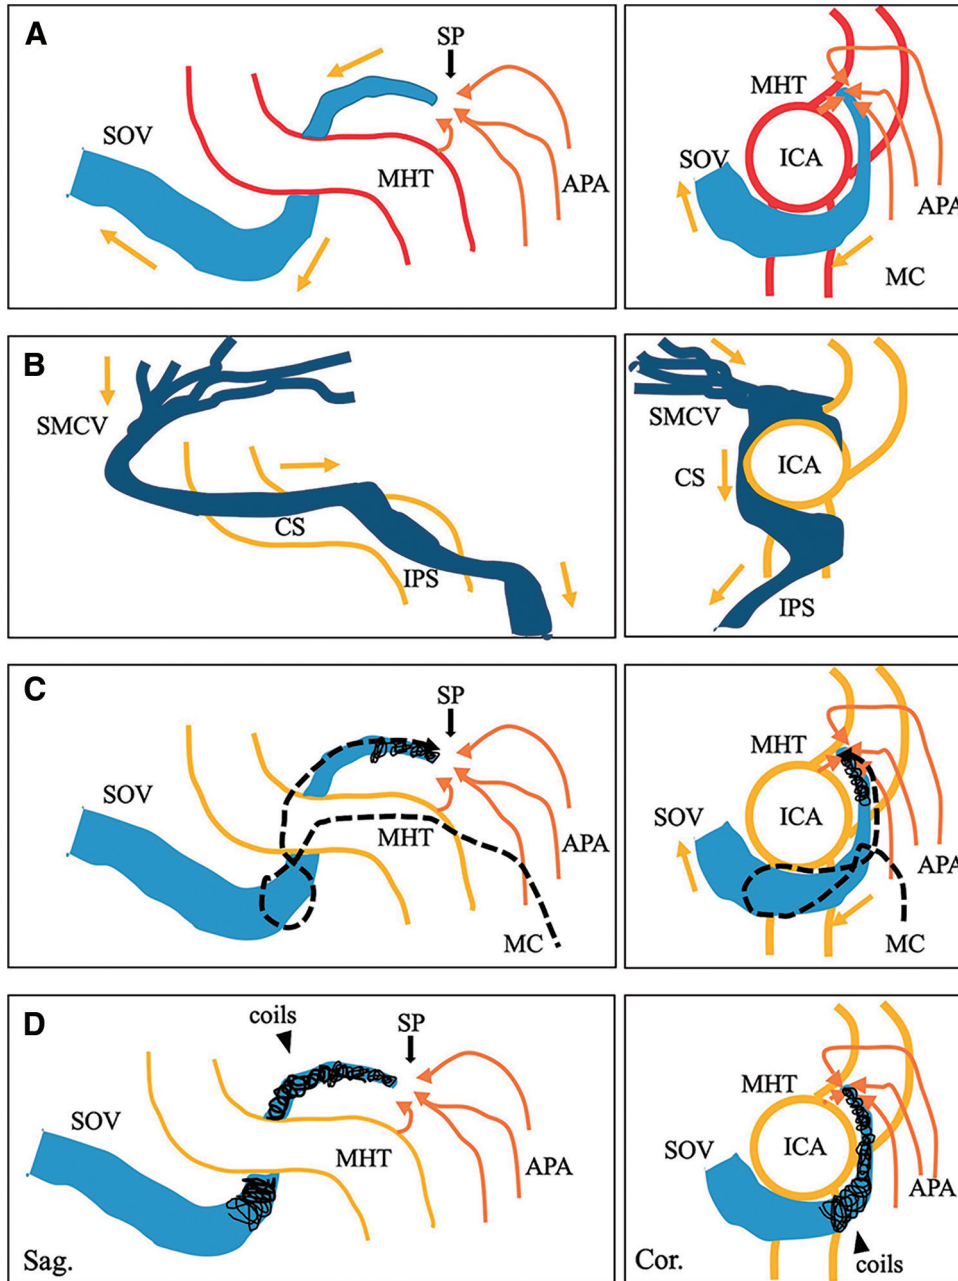 A
SP
SOV
MHT
APA
MHT
ICA
SOV
APA
MC
B
SMCV
CS
IPS
SMCV
ICA
CS
IPS
C
SP
SOV
MHT
APA
MC
MHT
ICA
SOV
APA
MC
D
coils
SP
SOV
MHT
APA
Sag.
MHT
ICA
SOV
APA
coils
Cor.